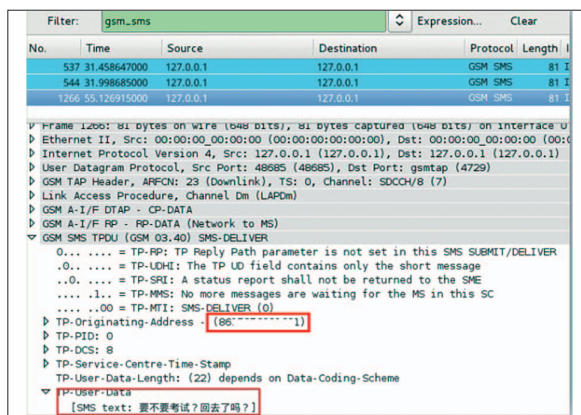 Filter: gsm_sms Expression... Clear
No. Time Source Destination Protocol Length I
537 31.458647000 127.0.0.1 127.0.0.1 GSM SMS 81 I
544 31.998685000 127.0.0.1 127.0.0.1 GSM SMS 81 I
1266 55.126915000 127.0.0.1 127.0.0.1 GSM SMS 81 I
Frame 1266: 81 bytes on wire (648 bits), 81 bytes captured (648 bits) on interface 0
Ethernet II, Src: 00:00:00_00:00:00 (00:00:00:00:00:00), Dst: 00:00:00_00:00:00 (00:
Internet Protocol Version 4, Src: 127.0.0.1 (127.0.0.1), Dst: 127.0.0.1 (127.0.0.1)
User Datagram Protocol, Src Port: 48685 (48685), Dst Port: gsmtap (4729)
GSM TAP Header, ARFCN: 23 (Downlink), TS: 0, Channel: SDCCH/8 (7)
Link Access Procedure, Channel Dm (LAPDm)
GSM A-I/F DTAP - CP-DATA
GSM A-I/F RP - RP-DATA (Network to MS)
GSM SMS TPDU (GSM 03.40) SMS-DELIVER
0... .... = TP-RP: TP Reply Path parameter is not set in this SMS SUBMIT/DELIVER
.0.. .... = TP-UDHI: The TP UD field contains only the short message
..0. .... = TP-SRI: A status report shall not be returned to the SME
.... .1.. = TP-MMS: No more messages are waiting for the MS in this SC
.... ..00 = TP-MTI: SMS-DELIVER (0)
TP-Originating-Address - (86 1)
TP-PID: 0
TP-DCS: 8
TP-Service-Centre-Time-Stamp
TP-User-Data-Length: (22) depends on Data-Coding-Scheme
TP-User-Data
[SMS text: 要不要考试？回去了吗？]